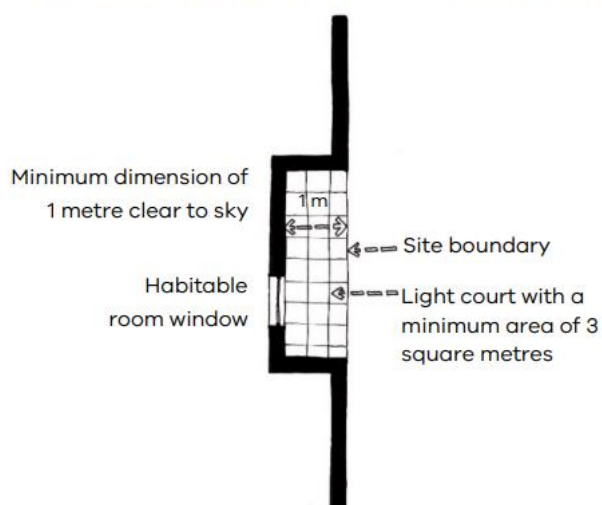 Minimum dimension of
1 metre clear to sky
1 m
Site boundary
Habitable
room window
Light court with a
minimum area of 3
square metres